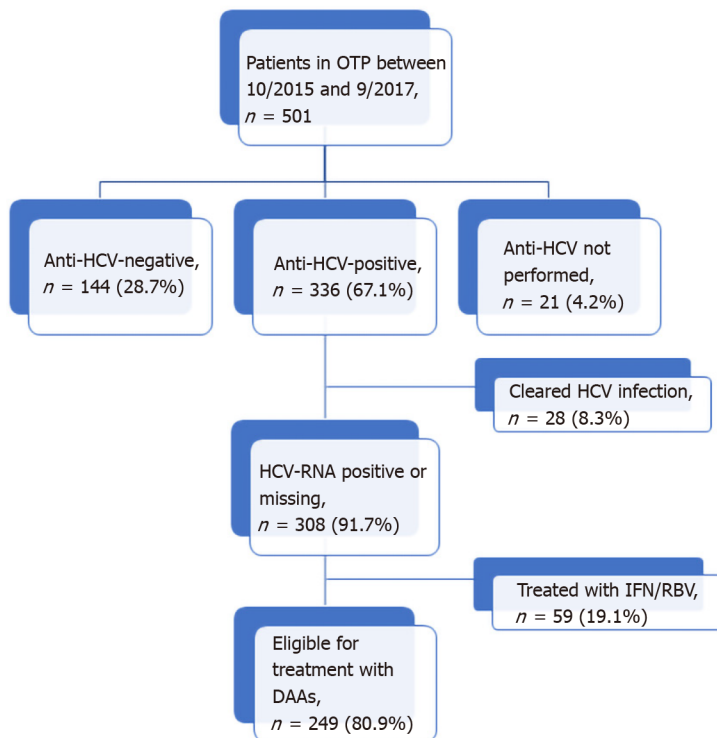 Patients in OTP between
10/2015 and 9/2017,
n = 501
Anti-HCV-negative,
n = 144 (28.7%)
Anti-HCV-positive,
n = 336 (67.1%)
Anti-HCV not
performed,
n = 21 (4.2%)
Cleared HCV infection,
n = 28 (8.3%)
HCV-RNA positive or
missing,
n = 308 (91.7%)
Treated with IFN/RBV,
n = 59 (19.1%)
Eligible for
treatment with
DAAs,
n = 249 (80.9%)